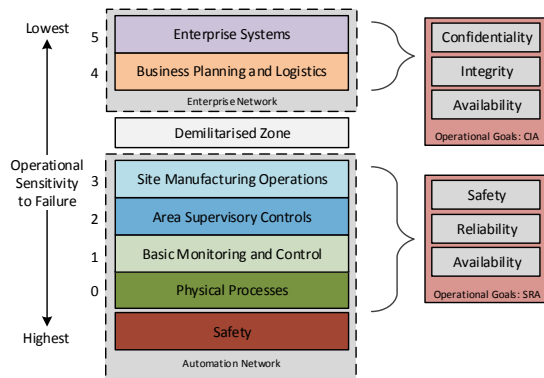 Lowest
Operational
Sensitivity
to Failure
Highest
5
Enterprise Systems
4
Business Planning and Logistics
Enterprise Network
Demilitarised Zone
3
Site Manufacturing Operations
2
Area Supervisory Controls
1
Basic Monitoring and Control
0
Physical Processes
Safety
Automation Network
Confidentiality
Integrity
Availability
Operational Goals: CIA
Safety
Reliability
Availability
Operational Goals: SRA